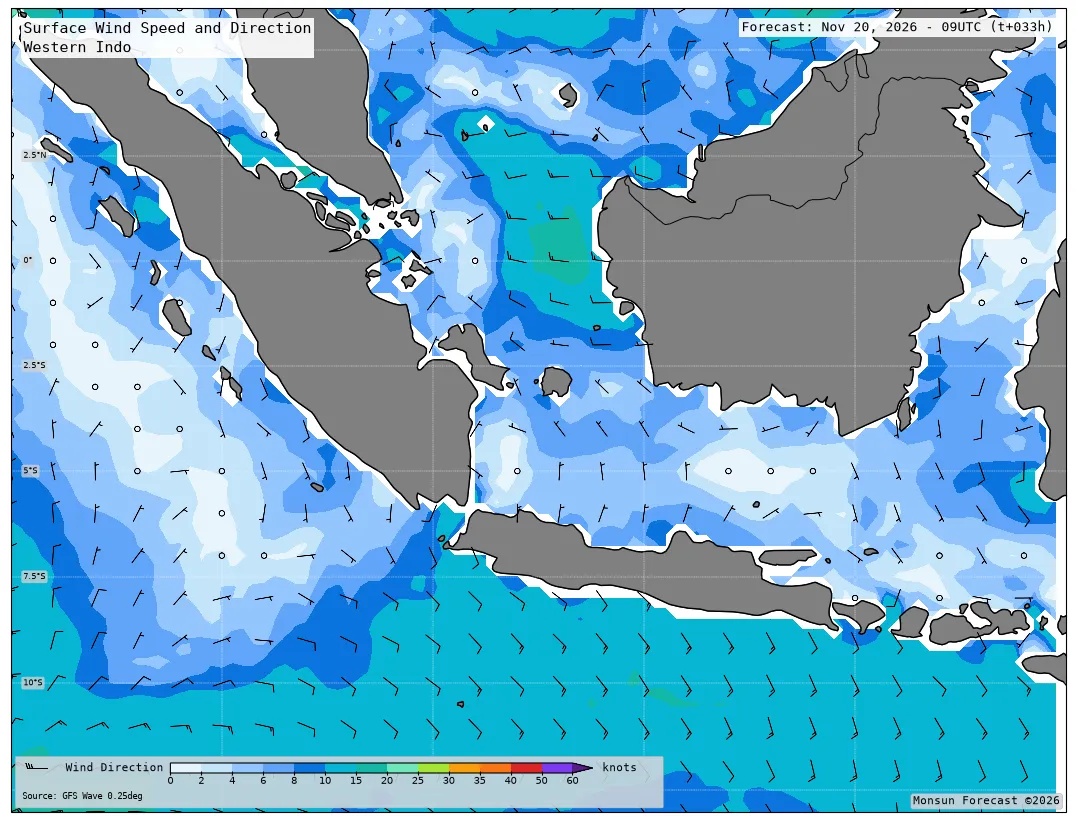 Surface Wind Speed and Direction
Western Indo
Forecast: Nov 20, 2026 - 09UTC (t+033h)
2.5°N
0°
2.5°S
5°S
7.5°S
10°S
Wind Direction
0 2 4 6 8 10 15 20 25 30 35 40 50 60
knots
Source: GFS Wave 0.25deg
Monsun Forecast ©2026